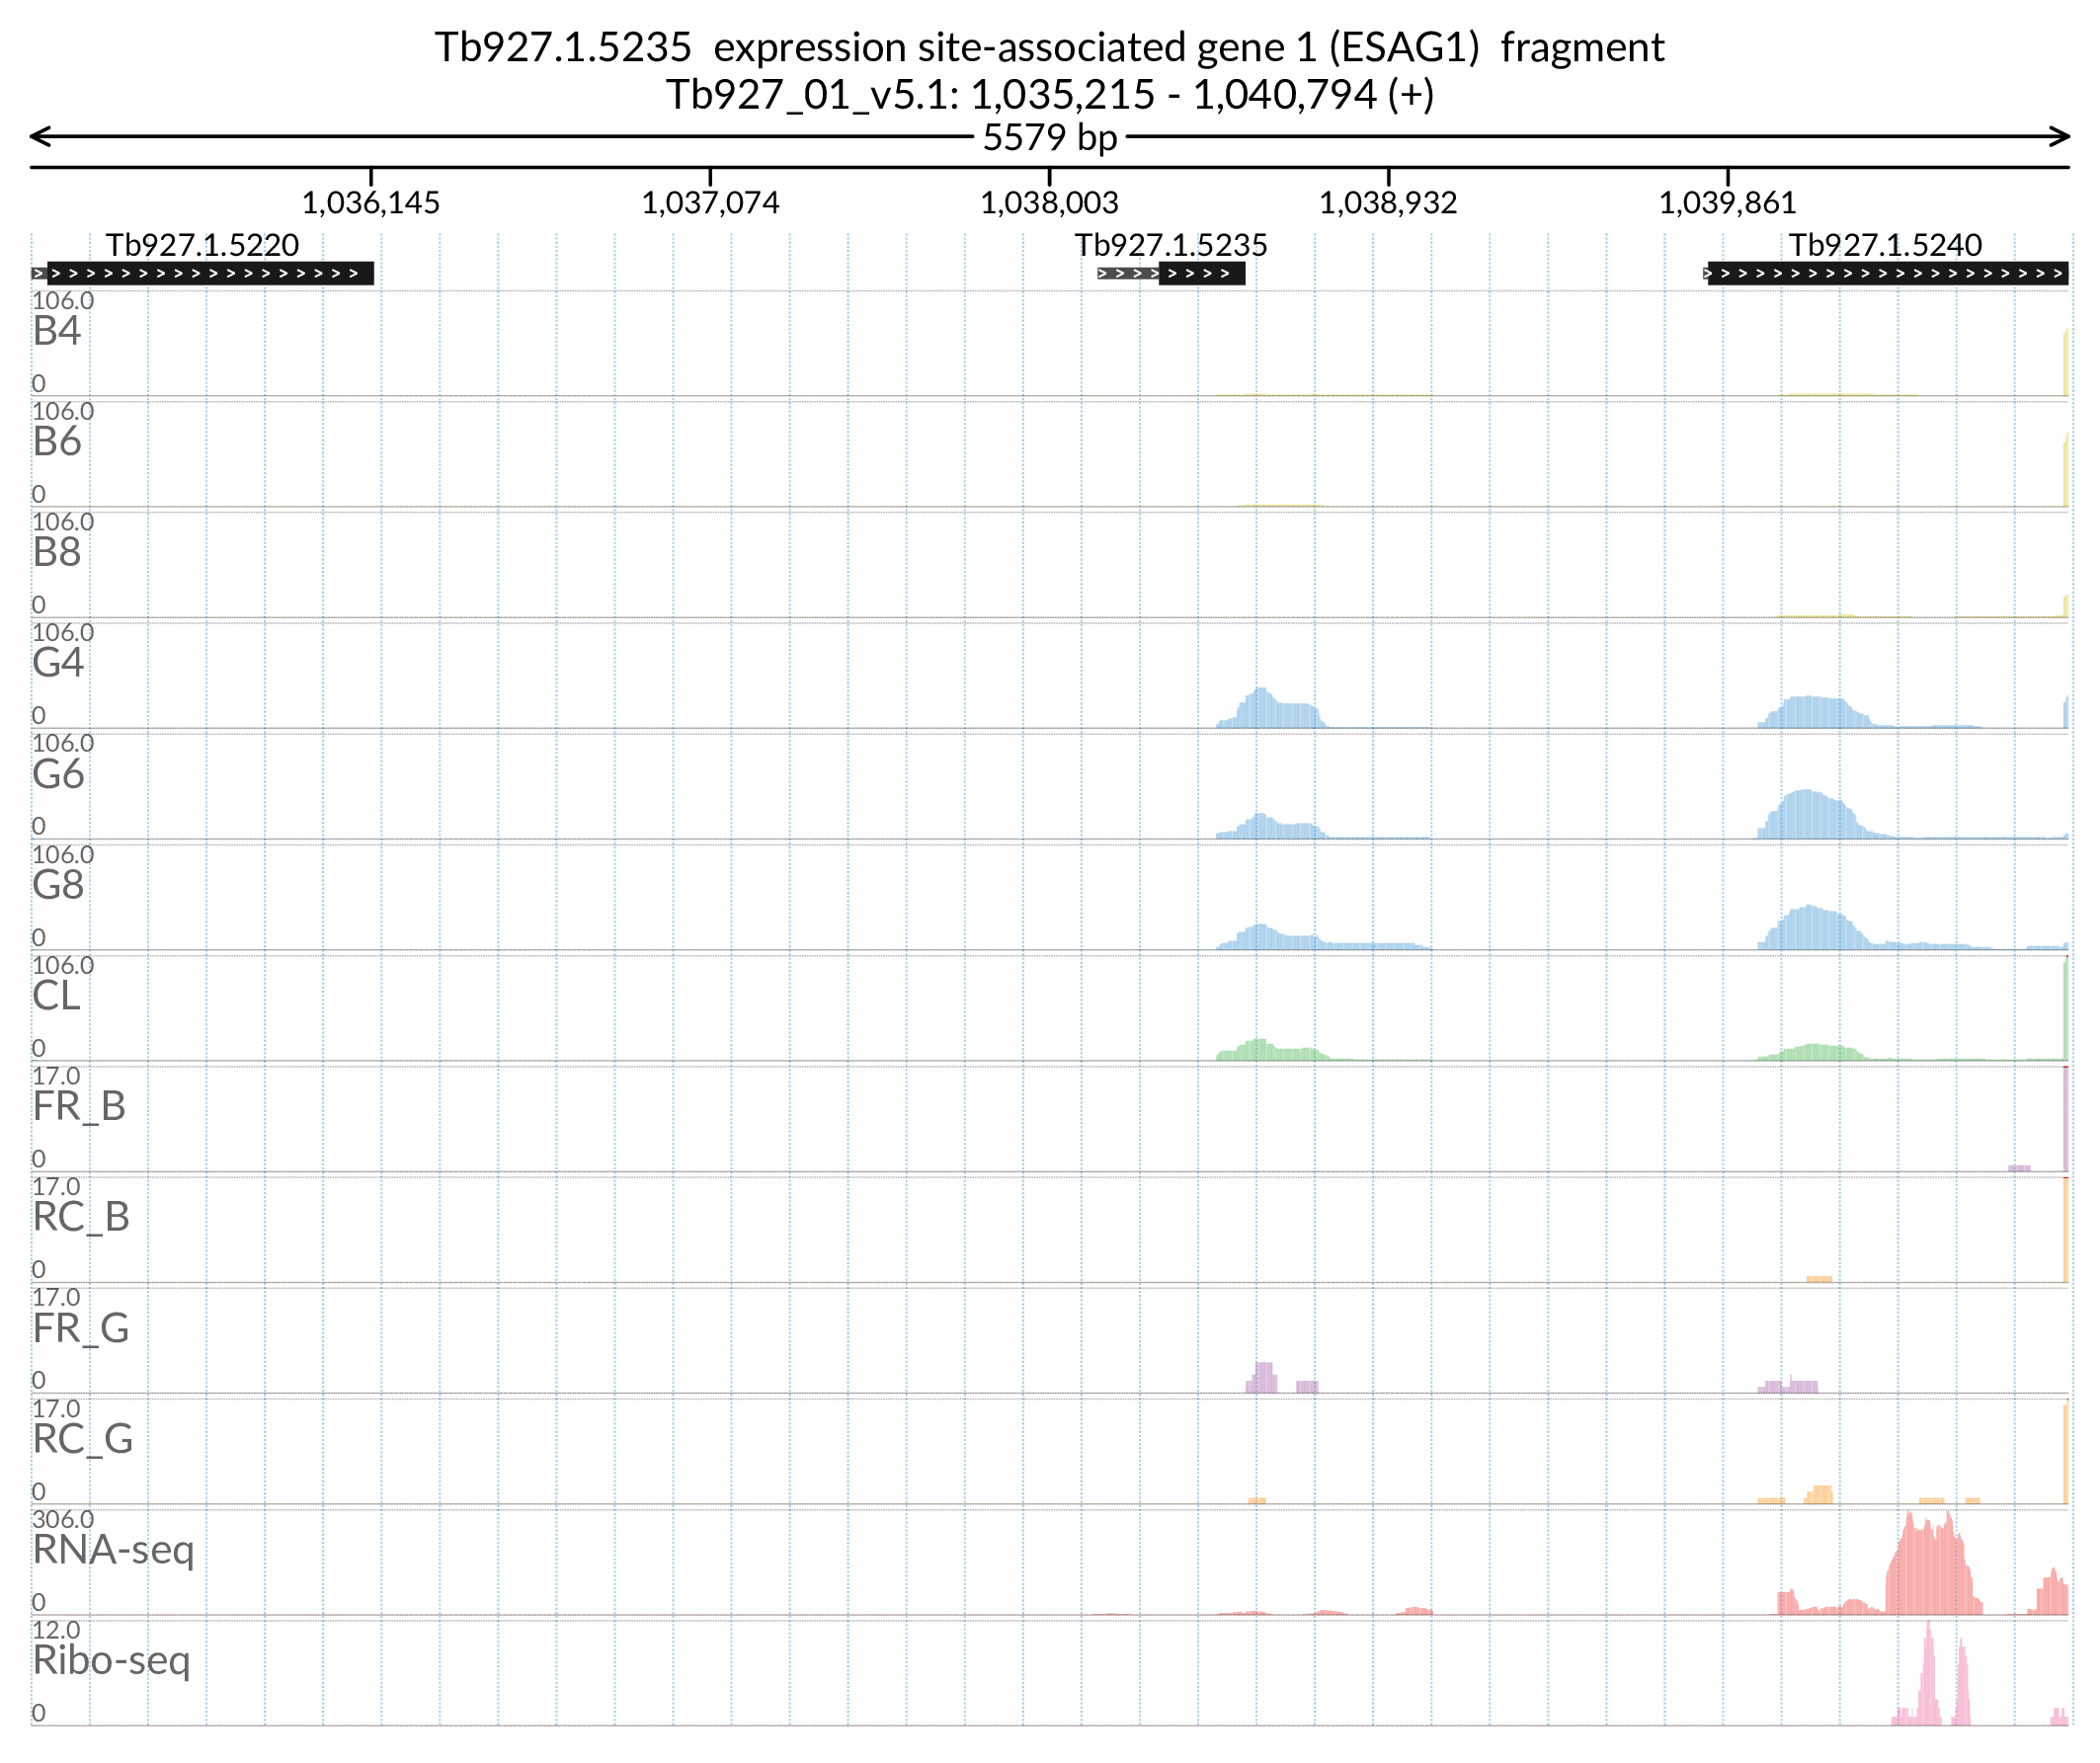 Tb927.1.5235  expression site-associated gene 1 (ESAG1)  fragment
Tb927_01_v5.1: 1,035,215 - 1,040,794 (+)
5579 bp
1,036,145 1,037,074 1,038,003 1,038,932 1,039,861
Tb927.1.5220 Tb927.1.5235 Tb927.1.5240
106.0
B4
0
106.0
B6
0
106.0
B8
0
106.0
G4
0
106.0
G6
0
106.0
G8
0
106.0
CL
0
17.0
FR_B
0
17.0
RC_B
0
17.0
FR_G
0
17.0
RC_G
0
306.0
RNA-seq
0
12.0
Ribo-seq
0